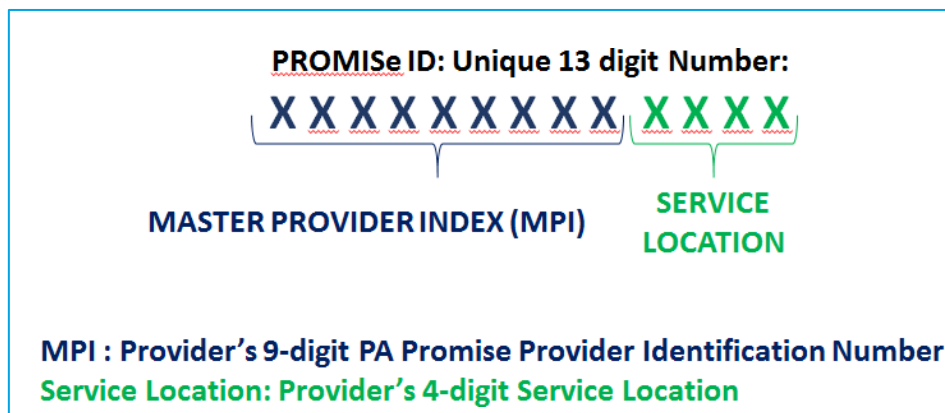 PROMISe ID: Unique 13 digit Number:
X X X X X X X X X X X X X
MASTER PROVIDER INDEX (MPI)
SERVICE
LOCATION
MPI : Provider's 9-digit PA Promise Provider Identification Number
Service Location: Provider's 4-digit Service Location